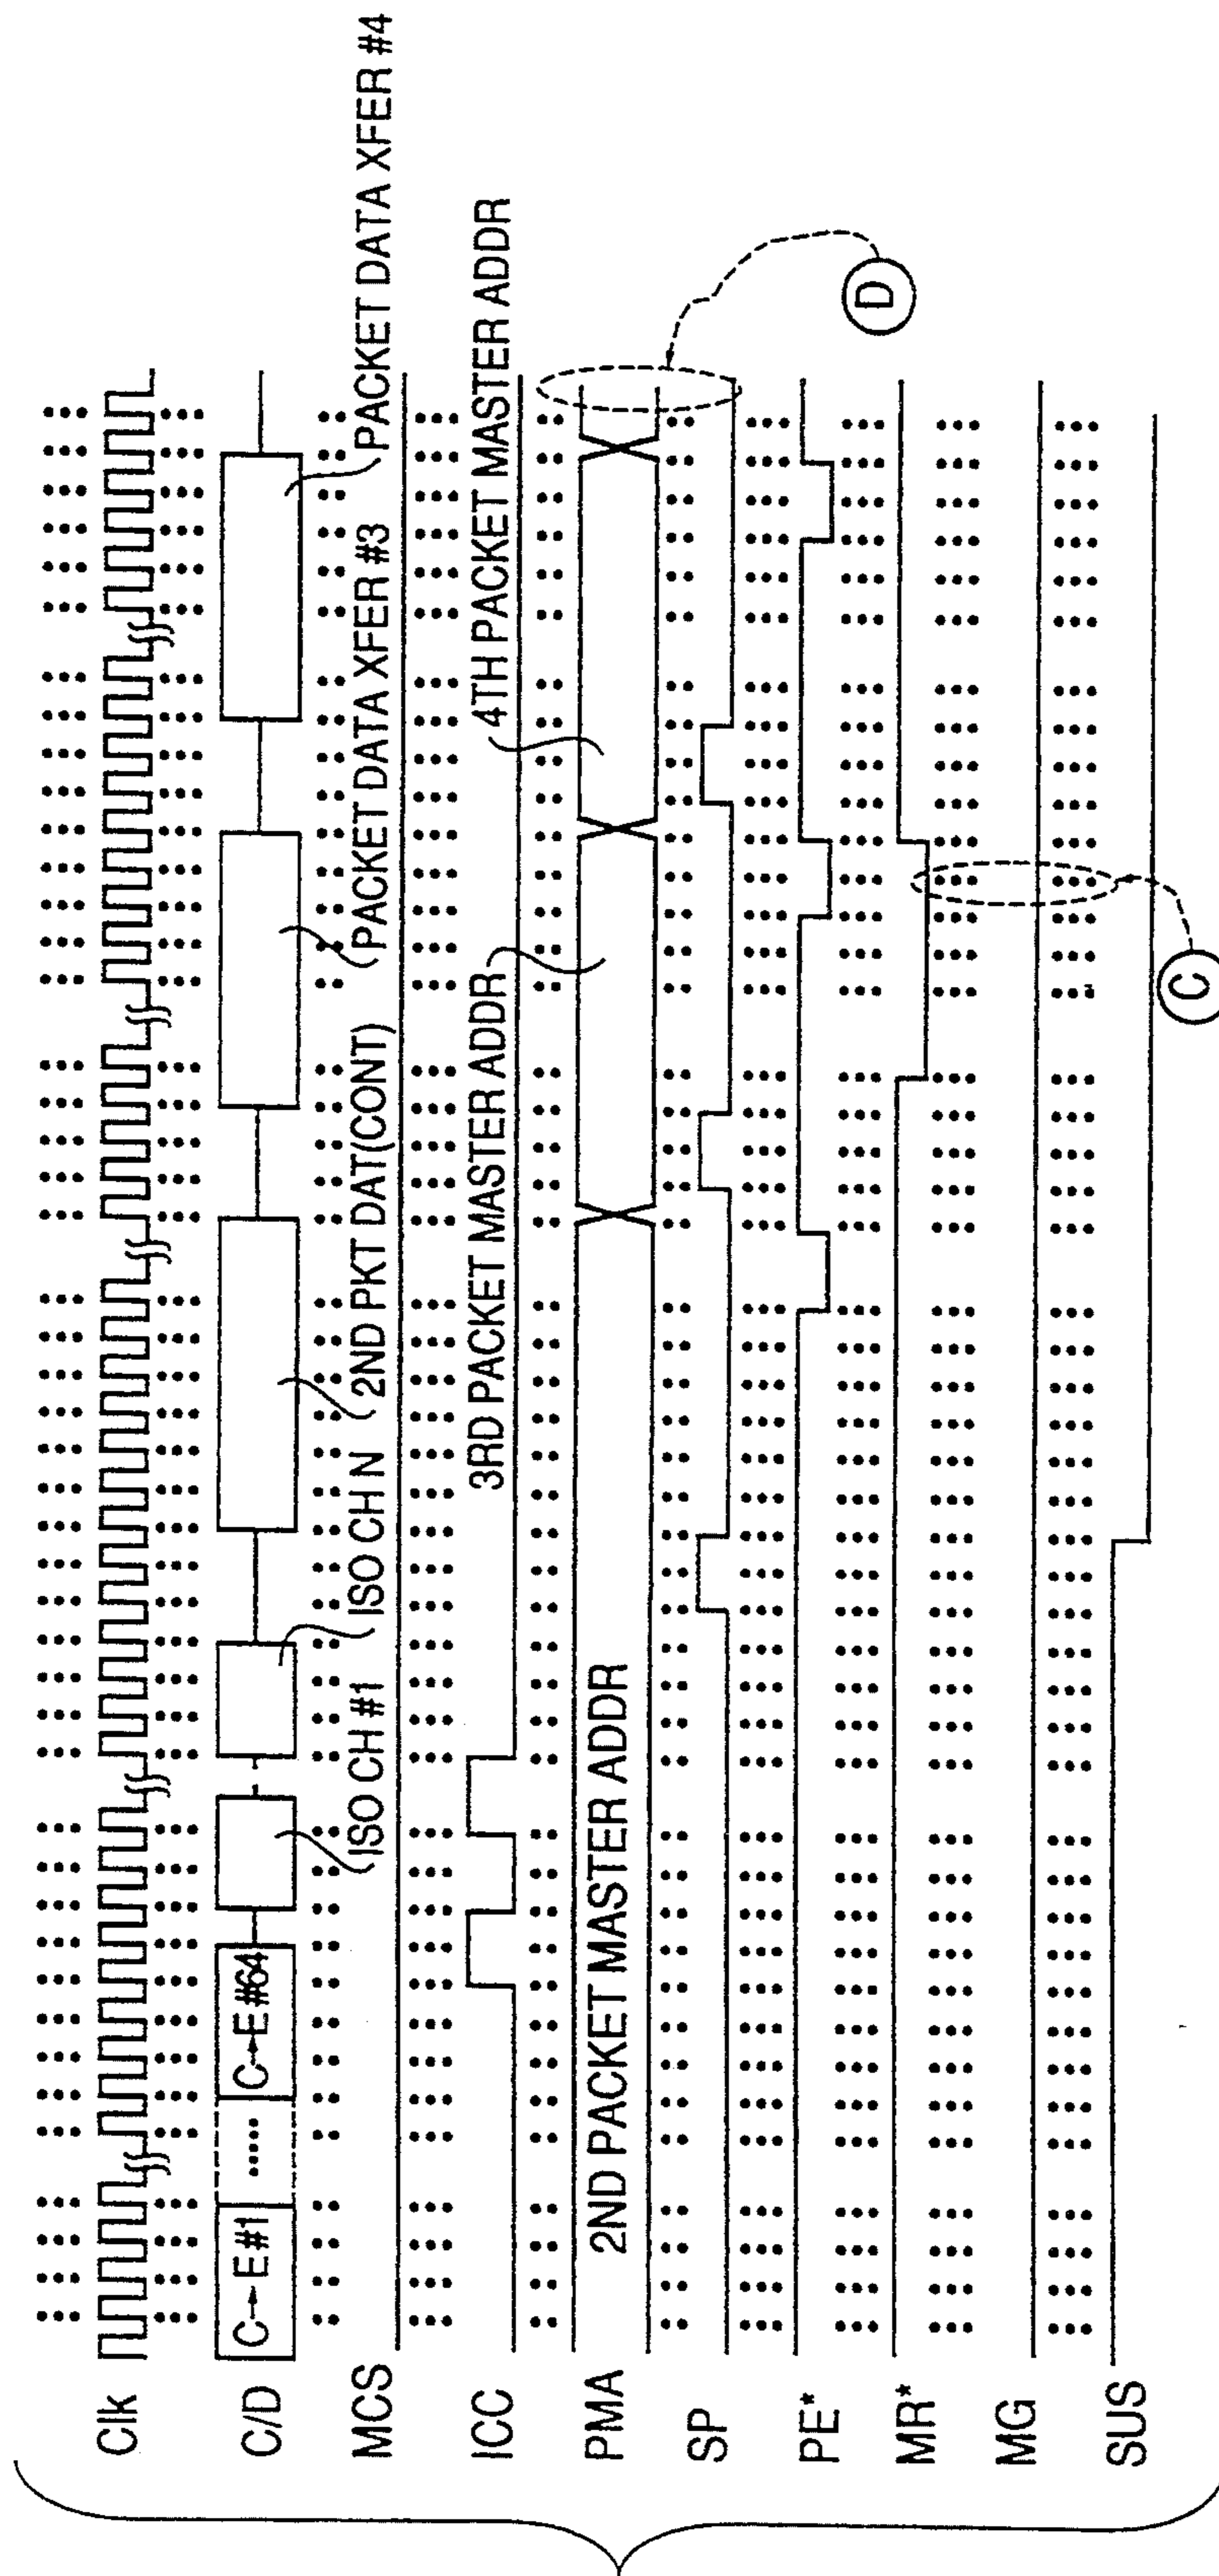 Clk
C/D
MCS
ICC
PMA
SP
PE*
MR*
MG
SUS
C→E #1
C→E #64
ISO CH #1
ISO CH N
2ND PKT DAT(CONT)
PACKET DATA XFER #3
PACKET DATA XFER #4
2ND PACKET MASTER ADDR
3RD PACKET MASTER ADDR
4TH PACKET MASTER ADDR
C
D